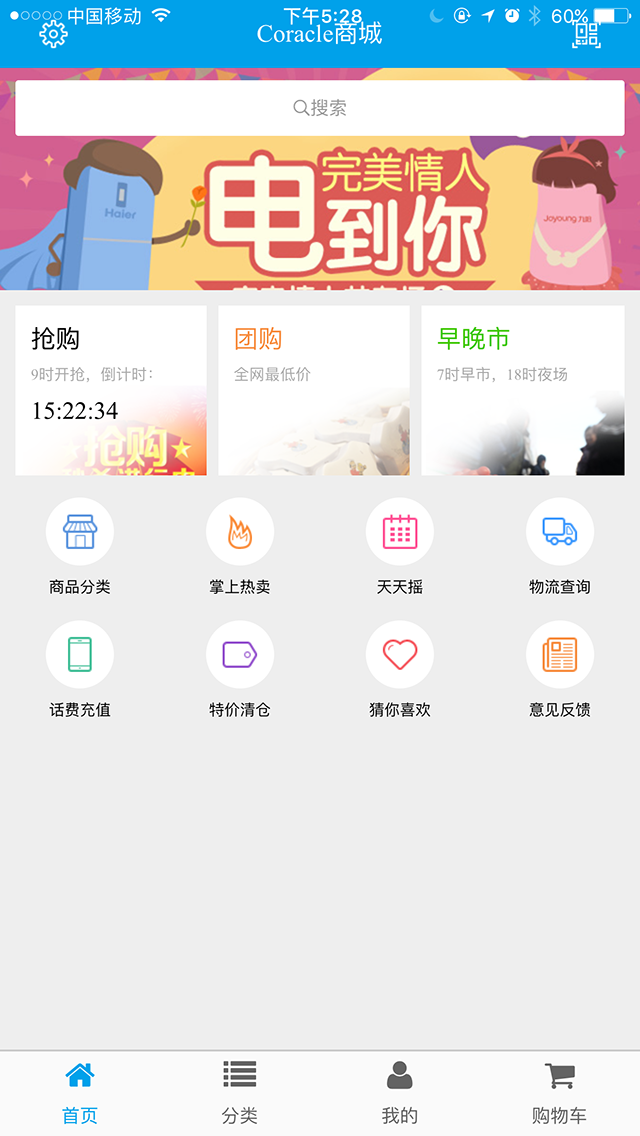 中国移动 下午5:28 60%
Coracle商城
搜索
完美情人
电到你
Haier
Joyoung 九阳
抢购
9时开抢，倒计时：
15:22:34
抢购
团购
全网最低价
早晚市
7时早市，18时夜场
商品分类 掌上热卖 天天摇 物流查询
话费充值 特价清仓 猜你喜欢 意见反馈
首页 分类 我的 购物车